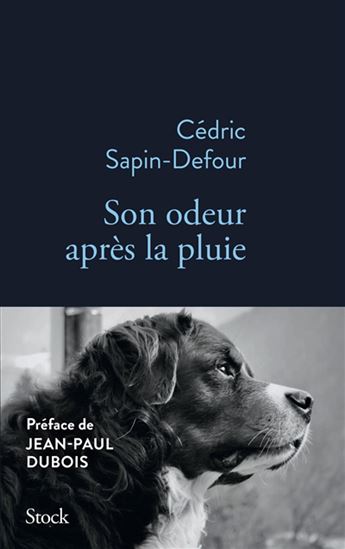 Cédric
Sapin-Defour
Son odeur
après la pluie
Préface de
JEAN-PAUL
DUBOIS
Stock